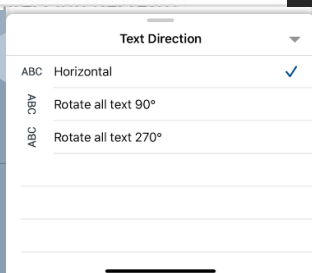 Text Direction
ABC Horizontal
ABC Rotate all text 90°
ABC Rotate all text 270°